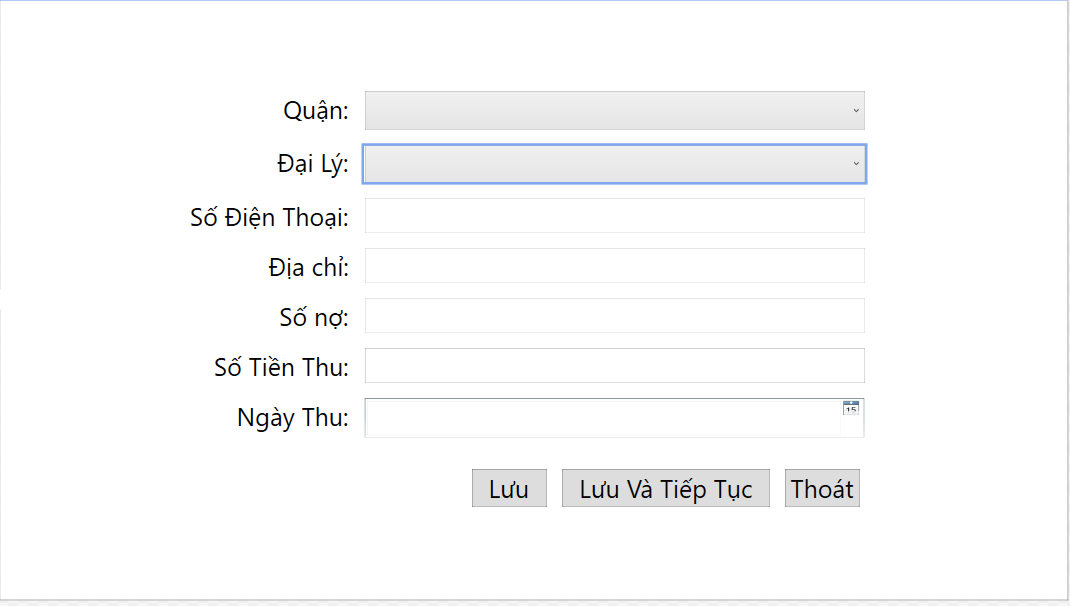 Quận:
Đại Lý:
Số Điện Thoại:
Địa chỉ:
Số nợ:
Số Tiền Thu:
Ngày Thu:
15
Lưu
Lưu Và Tiếp Tục
Thoát